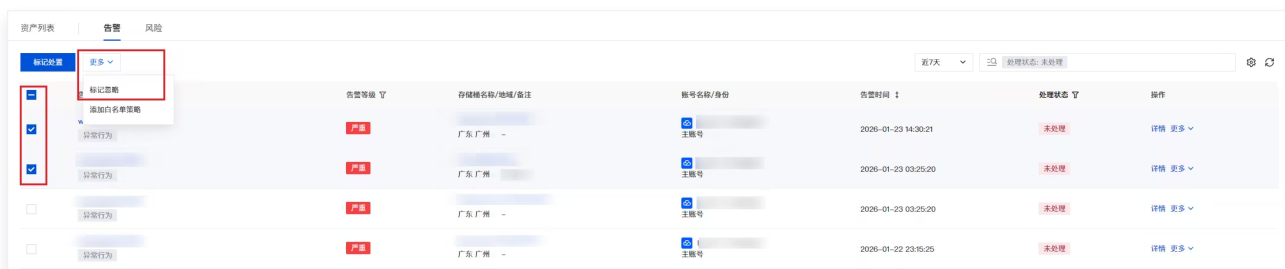 资产列表 告警 风险
标记处置 更多 近7天 处理状态: 未处理
标记忽略
添加白名单策略
告警等级 存储桶名称/地域/备注 账号名称/身份 告警时间 处理状态 操作
严重 2026-01-23 14:30:21 未处理 详情 更多
异常行为 广东 广州 - 主账号
严重 2026-01-23 03:25:20 未处理 详情 更多
异常行为 广东 广州 主账号
严重 2026-01-23 03:25:20 未处理 详情 更多
异常行为 广东 广州 - 主账号
严重 2026-01-22 23:15:25 未处理 详情 更多
异常行为 广东 广州 - 主账号